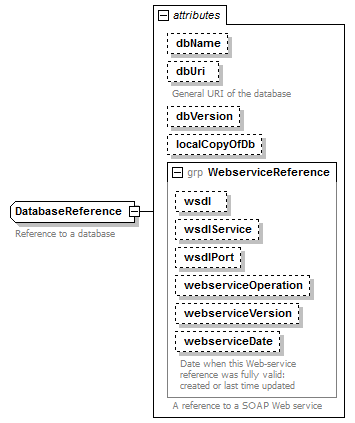 attributes
dbName
dbUri
General URI of the database
dbVersion
localCopyOfDb
grp WebserviceReference
wsdl
wsdlService
wsdlPort
webserviceOperation
webserviceVersion
webserviceDate
Date when this Web-service
reference was fully valid:
created or last time updated
A reference to a SOAP Web service
DatabaseReference
Reference to a database